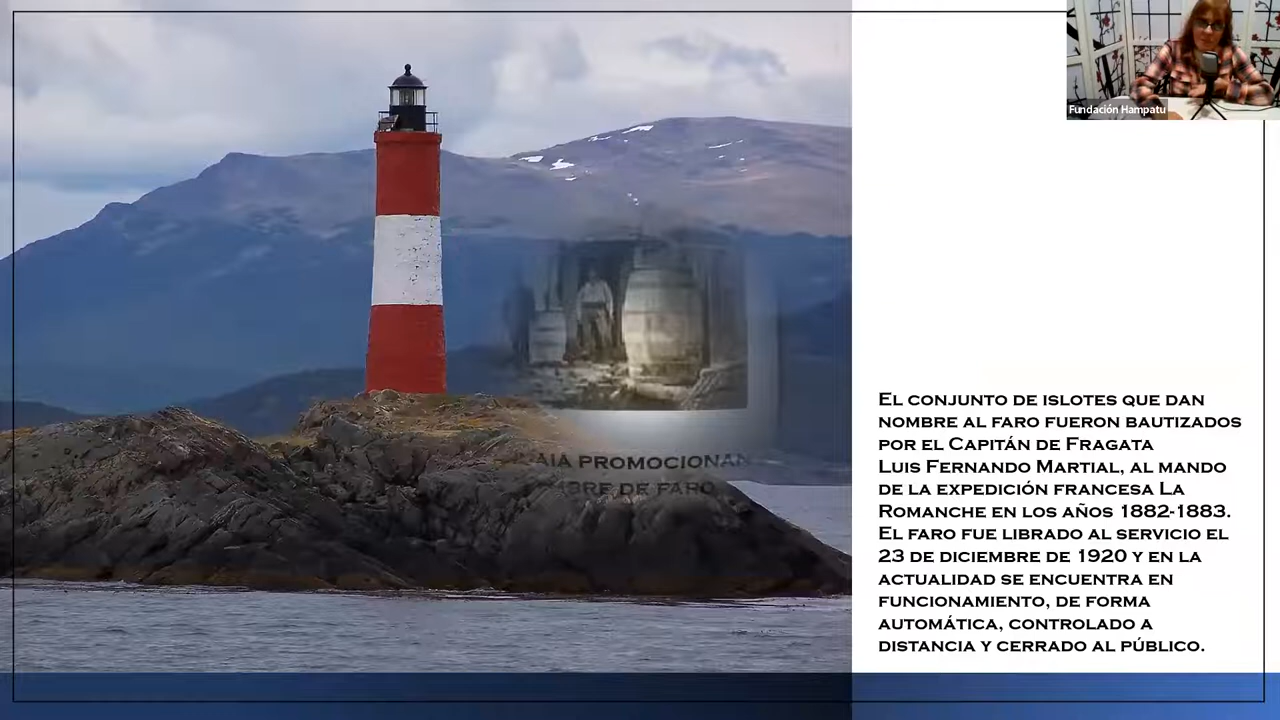 Fundación Hampatu
El conjunto de islotes que dan
nombre al faro fueron bautizados
por el Capitán de Fragata
Luis Fernando Martial, al mando
de la expedición francesa La
Romanche en los años 1882-1883.
El faro fue librado al servicio el
23 de diciembre de 1920 y en la
actualidad se encuentra en
funcionamiento, de forma
automática, controlado a
distancia y cerrado al público.
promocionan
de faro